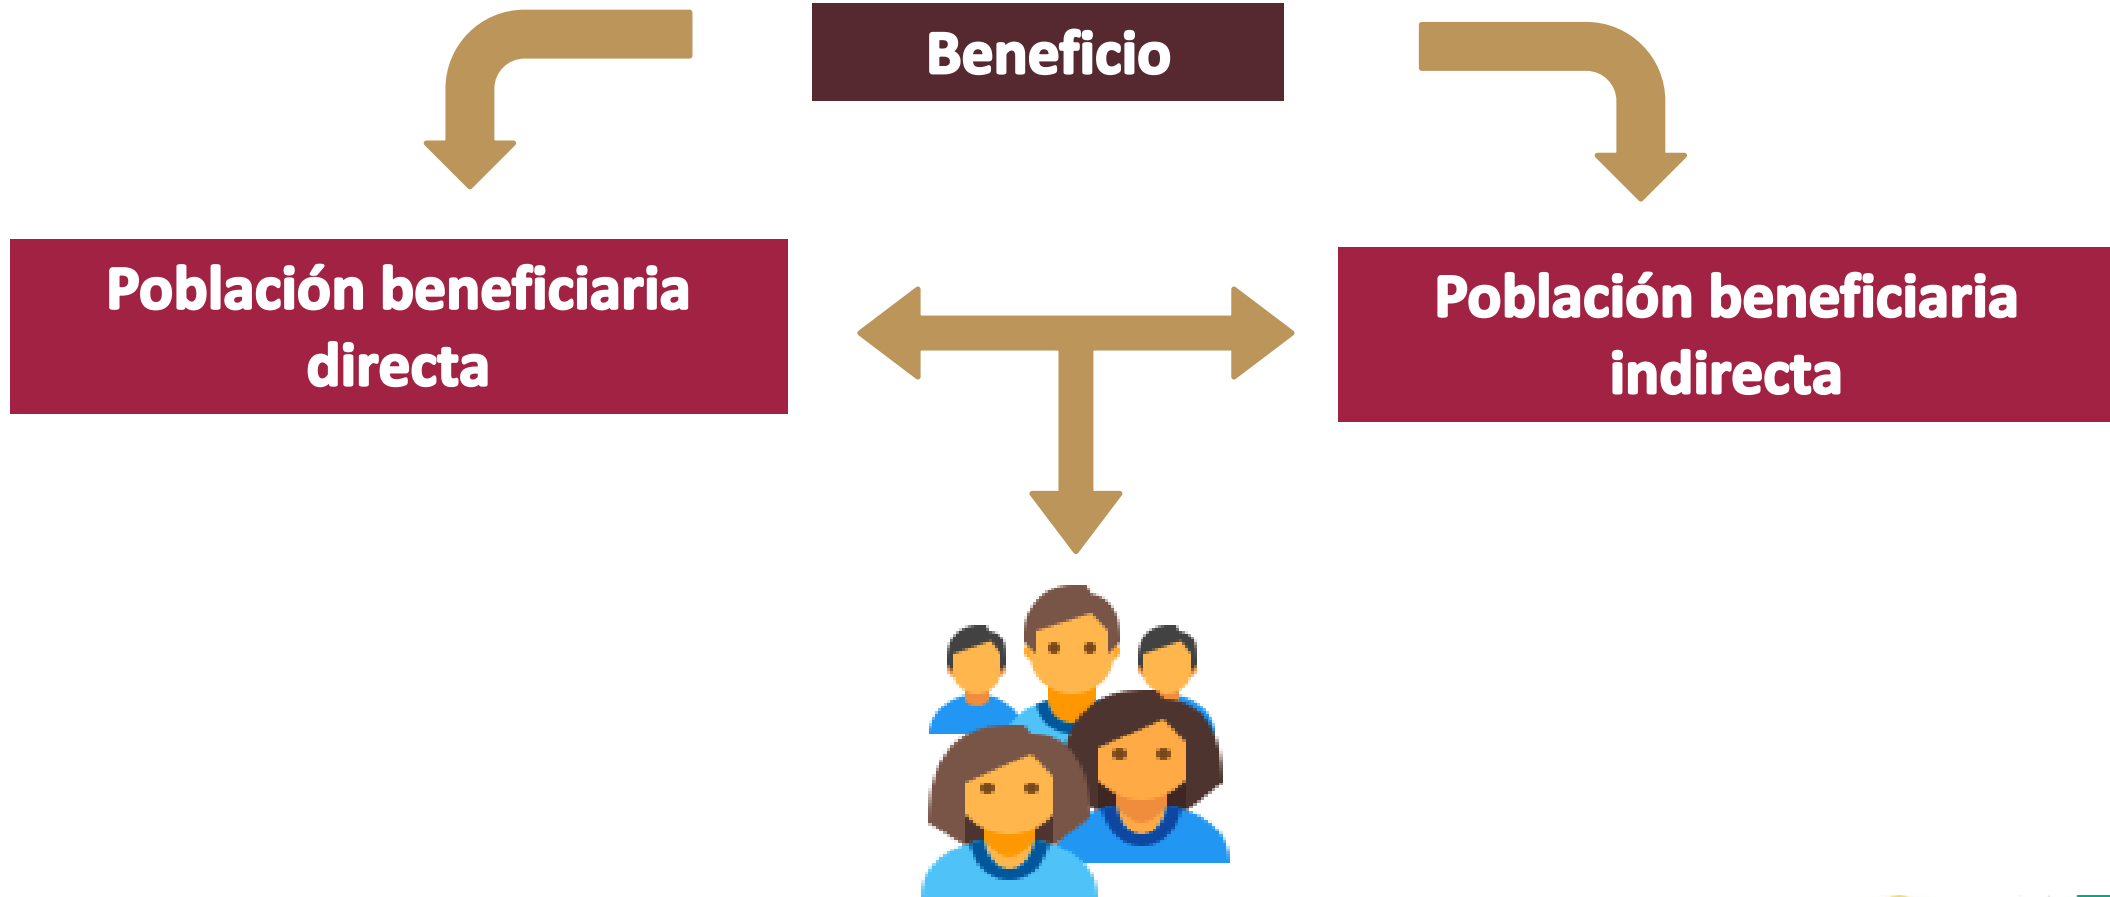 Beneficio
Población beneficiaria
directa
Población beneficiaria
indirecta